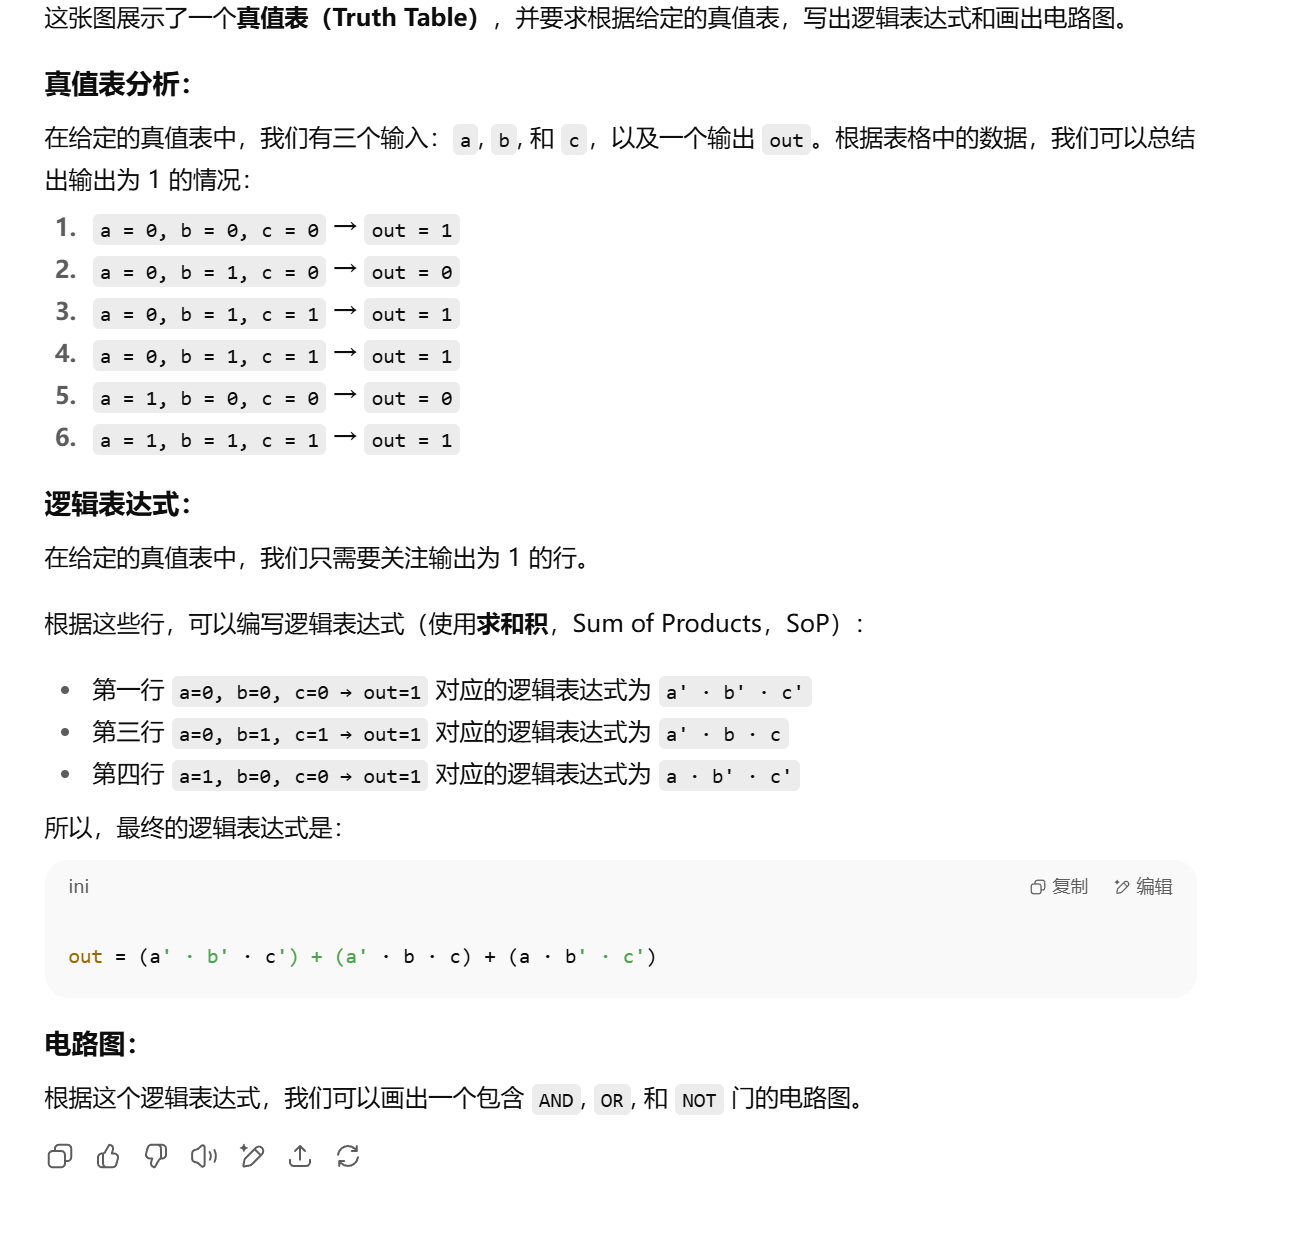 这张图展示了一个真值表（Truth Table），并要求根据给定的真值表，写出逻辑表达式和画出电路图。
真值表分析：
在给定的真值表中，我们有三个输入：a, b, 和 c，以及一个输出 out。根据表格中的数据，我们可以总结
出输出为 1 的情况：
1. a = 0, b = 0, c = 0 → out = 1
2. a = 0, b = 1, c = 0 → out = 0
3. a = 0, b = 1, c = 1 → out = 1
4. a = 0, b = 1, c = 1 → out = 1
5. a = 1, b = 0, c = 0 → out = 0
6. a = 1, b = 1, c = 1 → out = 1
逻辑表达式：
在给定的真值表中，我们只需要关注输出为 1 的行。
根据这些行，可以编写逻辑表达式（使用求和积，Sum of Products，SoP）：
• 第一行 a=0, b=0, c=0 → out=1 对应的逻辑表达式为 a' · b' · c'
• 第三行 a=0, b=1, c=1 → out=1 对应的逻辑表达式为 a' · b · c
• 第四行 a=1, b=0, c=0 → out=1 对应的逻辑表达式为 a · b' · c'
所以，最终的逻辑表达式是：
ini 复制 编辑
out = (a' · b' · c') + (a' · b · c) + (a · b' · c')
电路图：
根据这个逻辑表达式，我们可以画出一个包含 AND, OR, 和 NOT 门的电路图。